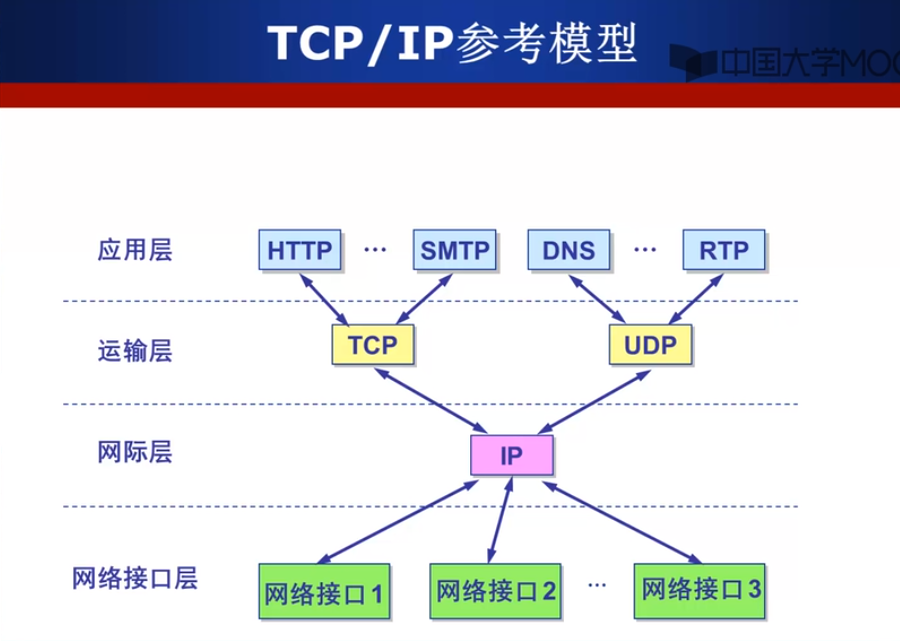 TCP/IP参考模型
中国大学MOO
应用层
HTTP ... SMTP DNS ... RTP
运输层
TCP UDP
网际层
IP
网络接口层
网络接口1 网络接口2 ... 网络接口3